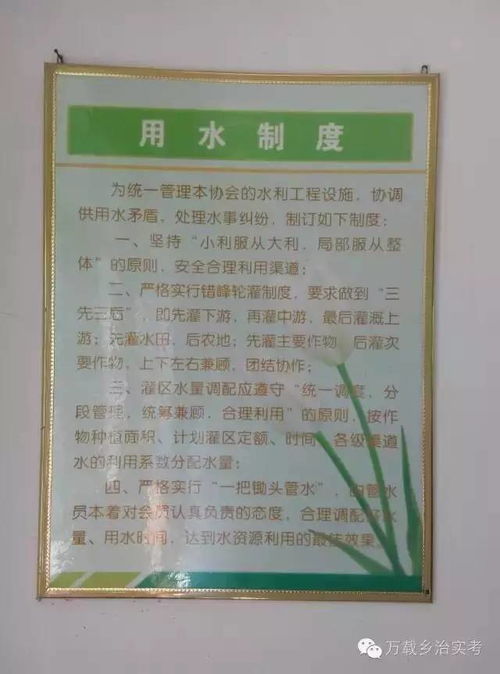 用水制度
为统一管理本协会的水利工程设施，协调
供用水矛盾，处理水事纠纷，制订如下制度：
一、坚持“小利服从大利，局部服从整
体”的原则，安全合理利用渠道；
二、严格实行错峰轮灌制度，要求做到“三
先三后”，即先灌下游，再灌中游，最后灌溉上
游；先灌水田，后农地；先灌主要作物，后灌次
要作物，上下左右兼顾，团结协作；
三、灌区水量调配应遵守“统一调度，分
段管理，统筹兼顾，合理利用”的原则，按作
物种植面积、计划灌区定额、时间、各级渠道
水的利用系数分配水量；
四、严格实行“一把锄头管水”，的管水
员本着对会员认真负责的态度，合理调配水
量、用水时间，达到水资源利用的最佳效果
万载乡治实考